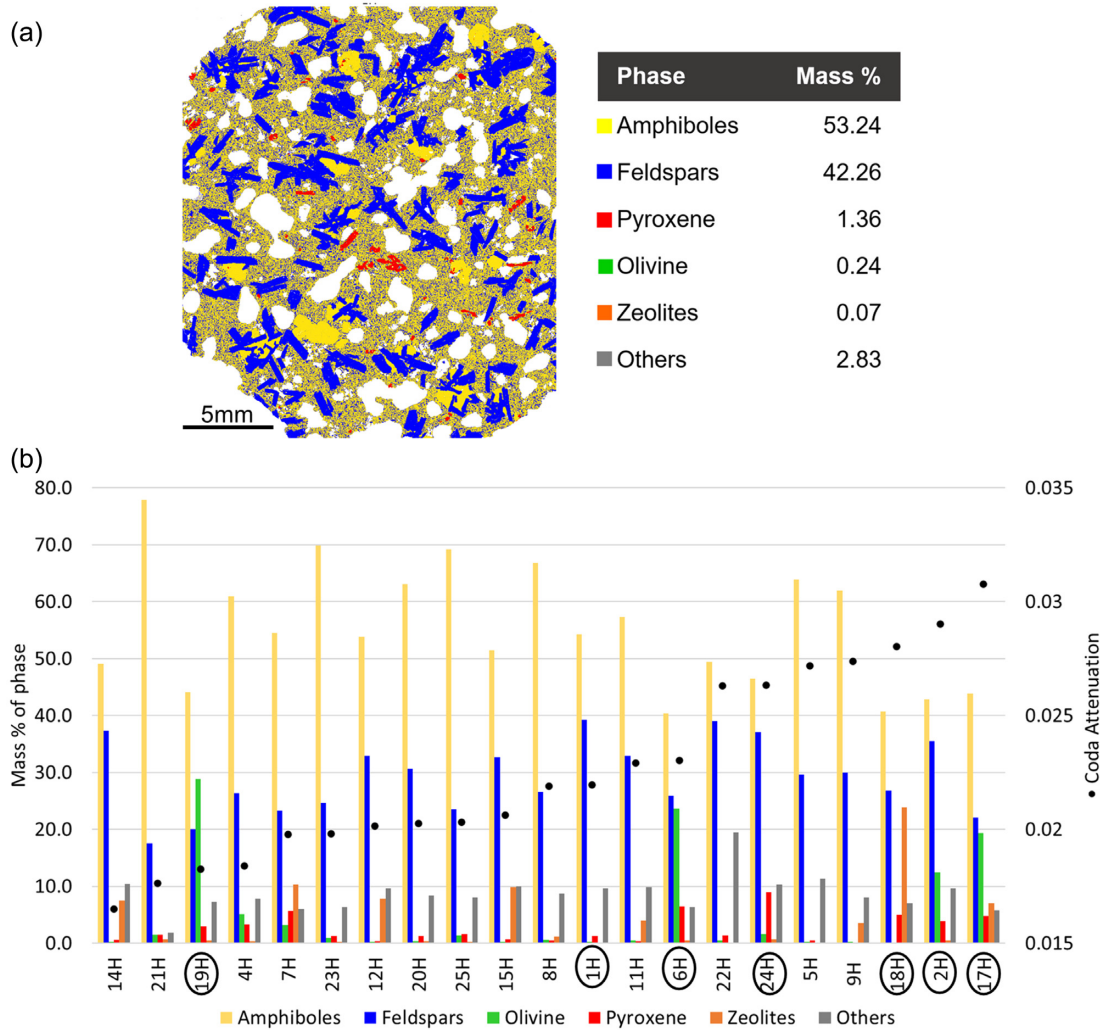 (a)
Phase Mass %
Amphiboles 53.24
Feldspars 42.26
Pyroxene 1.36
Olivine 0.24
Zeolites 0.07
Others 2.83
5mm
(b)
80.0
70.0
60.0
50.0
40.0
30.0
20.0
10.0
0.0
Mass % of phase
0.035
0.03
0.025
0.02
0.015
Coda Attenuation
14H 21H 19H 4H 7H 23H 12H 20H 25H 15H 8H 1H 11H 6H 22H 24H 5H 9H 18H 2H 17H
Amphiboles Feldspars Olivine Pyroxene Zeolites Others